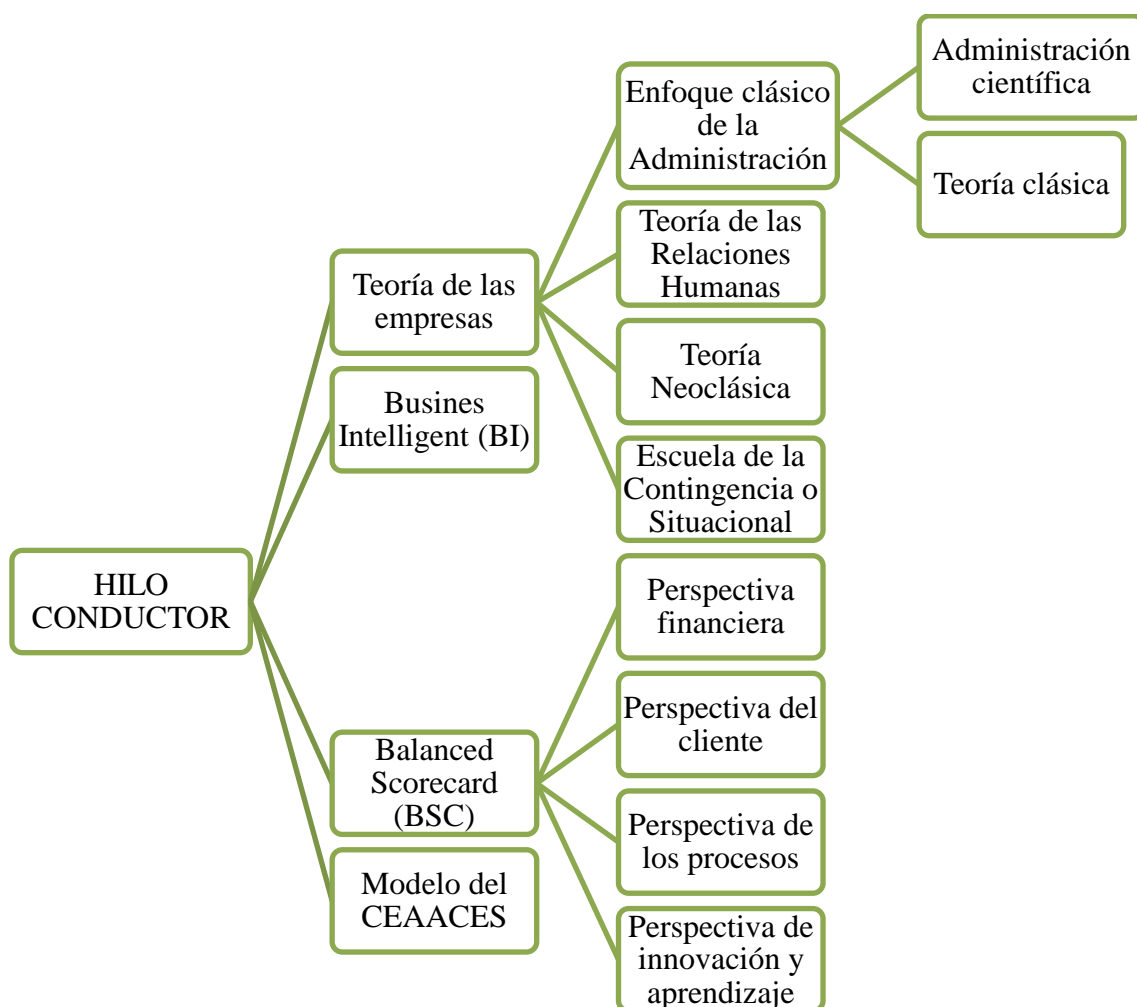 Administración
científica
Enfoque clásico
de la
Administración
Teoría clásica
Teoría de las
Relaciones
Humanas
Teoría de las
empresas
Teoría
Neoclásica
Busines
Intelligent (BI)
Escuela de la
Contingencia o
Situacional
HILO
CONDUCTOR
Perspectiva
financiera
Perspectiva del
cliente
Balanced
Scorecard
(BSC)
Perspectiva de
los procesos
Modelo del
CEAACES
Perspectiva de
innovación y
aprendizaje